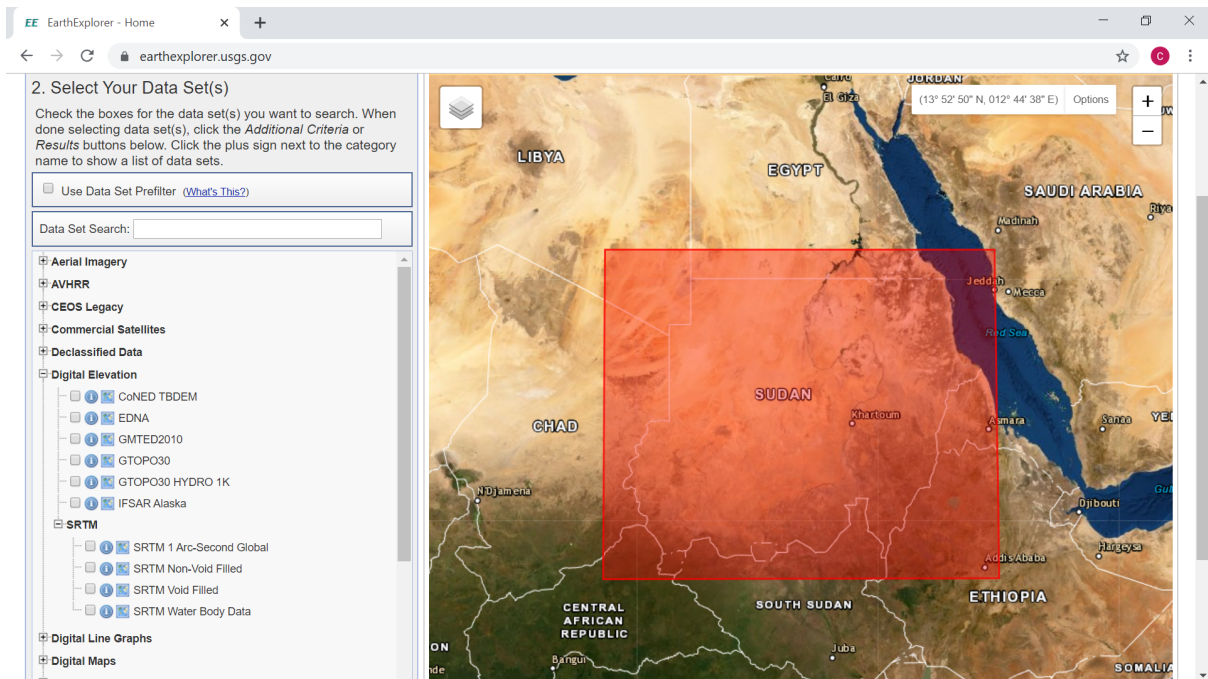 EE EarthExplorer - Home
earthexplorer.usgs.gov
C
2. Select Your Data Set(s)
Check the boxes for the data set(s) you want to search. When
done selecting data set(s), click the Additional Criteria or
Results buttons below. Click the plus sign next to the category
name to show a list of data sets.
Use Data Set Prefilter (What's This?)
Data Set Search:
Aerial Imagery
AVHRR
CEOS Legacy
Commercial Satellites
Declassified Data
Digital Elevation
CoNED TBDEM
EDNA
GMTED2010
GTOPO30
GTOPO30 HYDRO 1K
IFSAR Alaska
SRTM
SRTM 1 Arc-Second Global
SRTM Non-Void Filled
SRTM Void Filled
SRTM Water Body Data
Digital Line Graphs
Digital Maps
(13° 52' 50" N, 012° 44' 38" E) Options
+
−
Cairo
JORDAN
El Giza
LIBYA
EGYPT
SAUDI ARABIA
Riya
Madinah
Jeddah
Mecca
Red Sea
SUDAN
Khartoum
CHAD
Asmara
Sanaa
YE
N'Djamena
Djibouti
Gul
Hargeysa
Addis Ababa
ETHIOPIA
CENTRAL
AFRICAN
REPUBLIC
SOUTH SUDAN
ON
Juba
Bangui
nde
SOMALIA